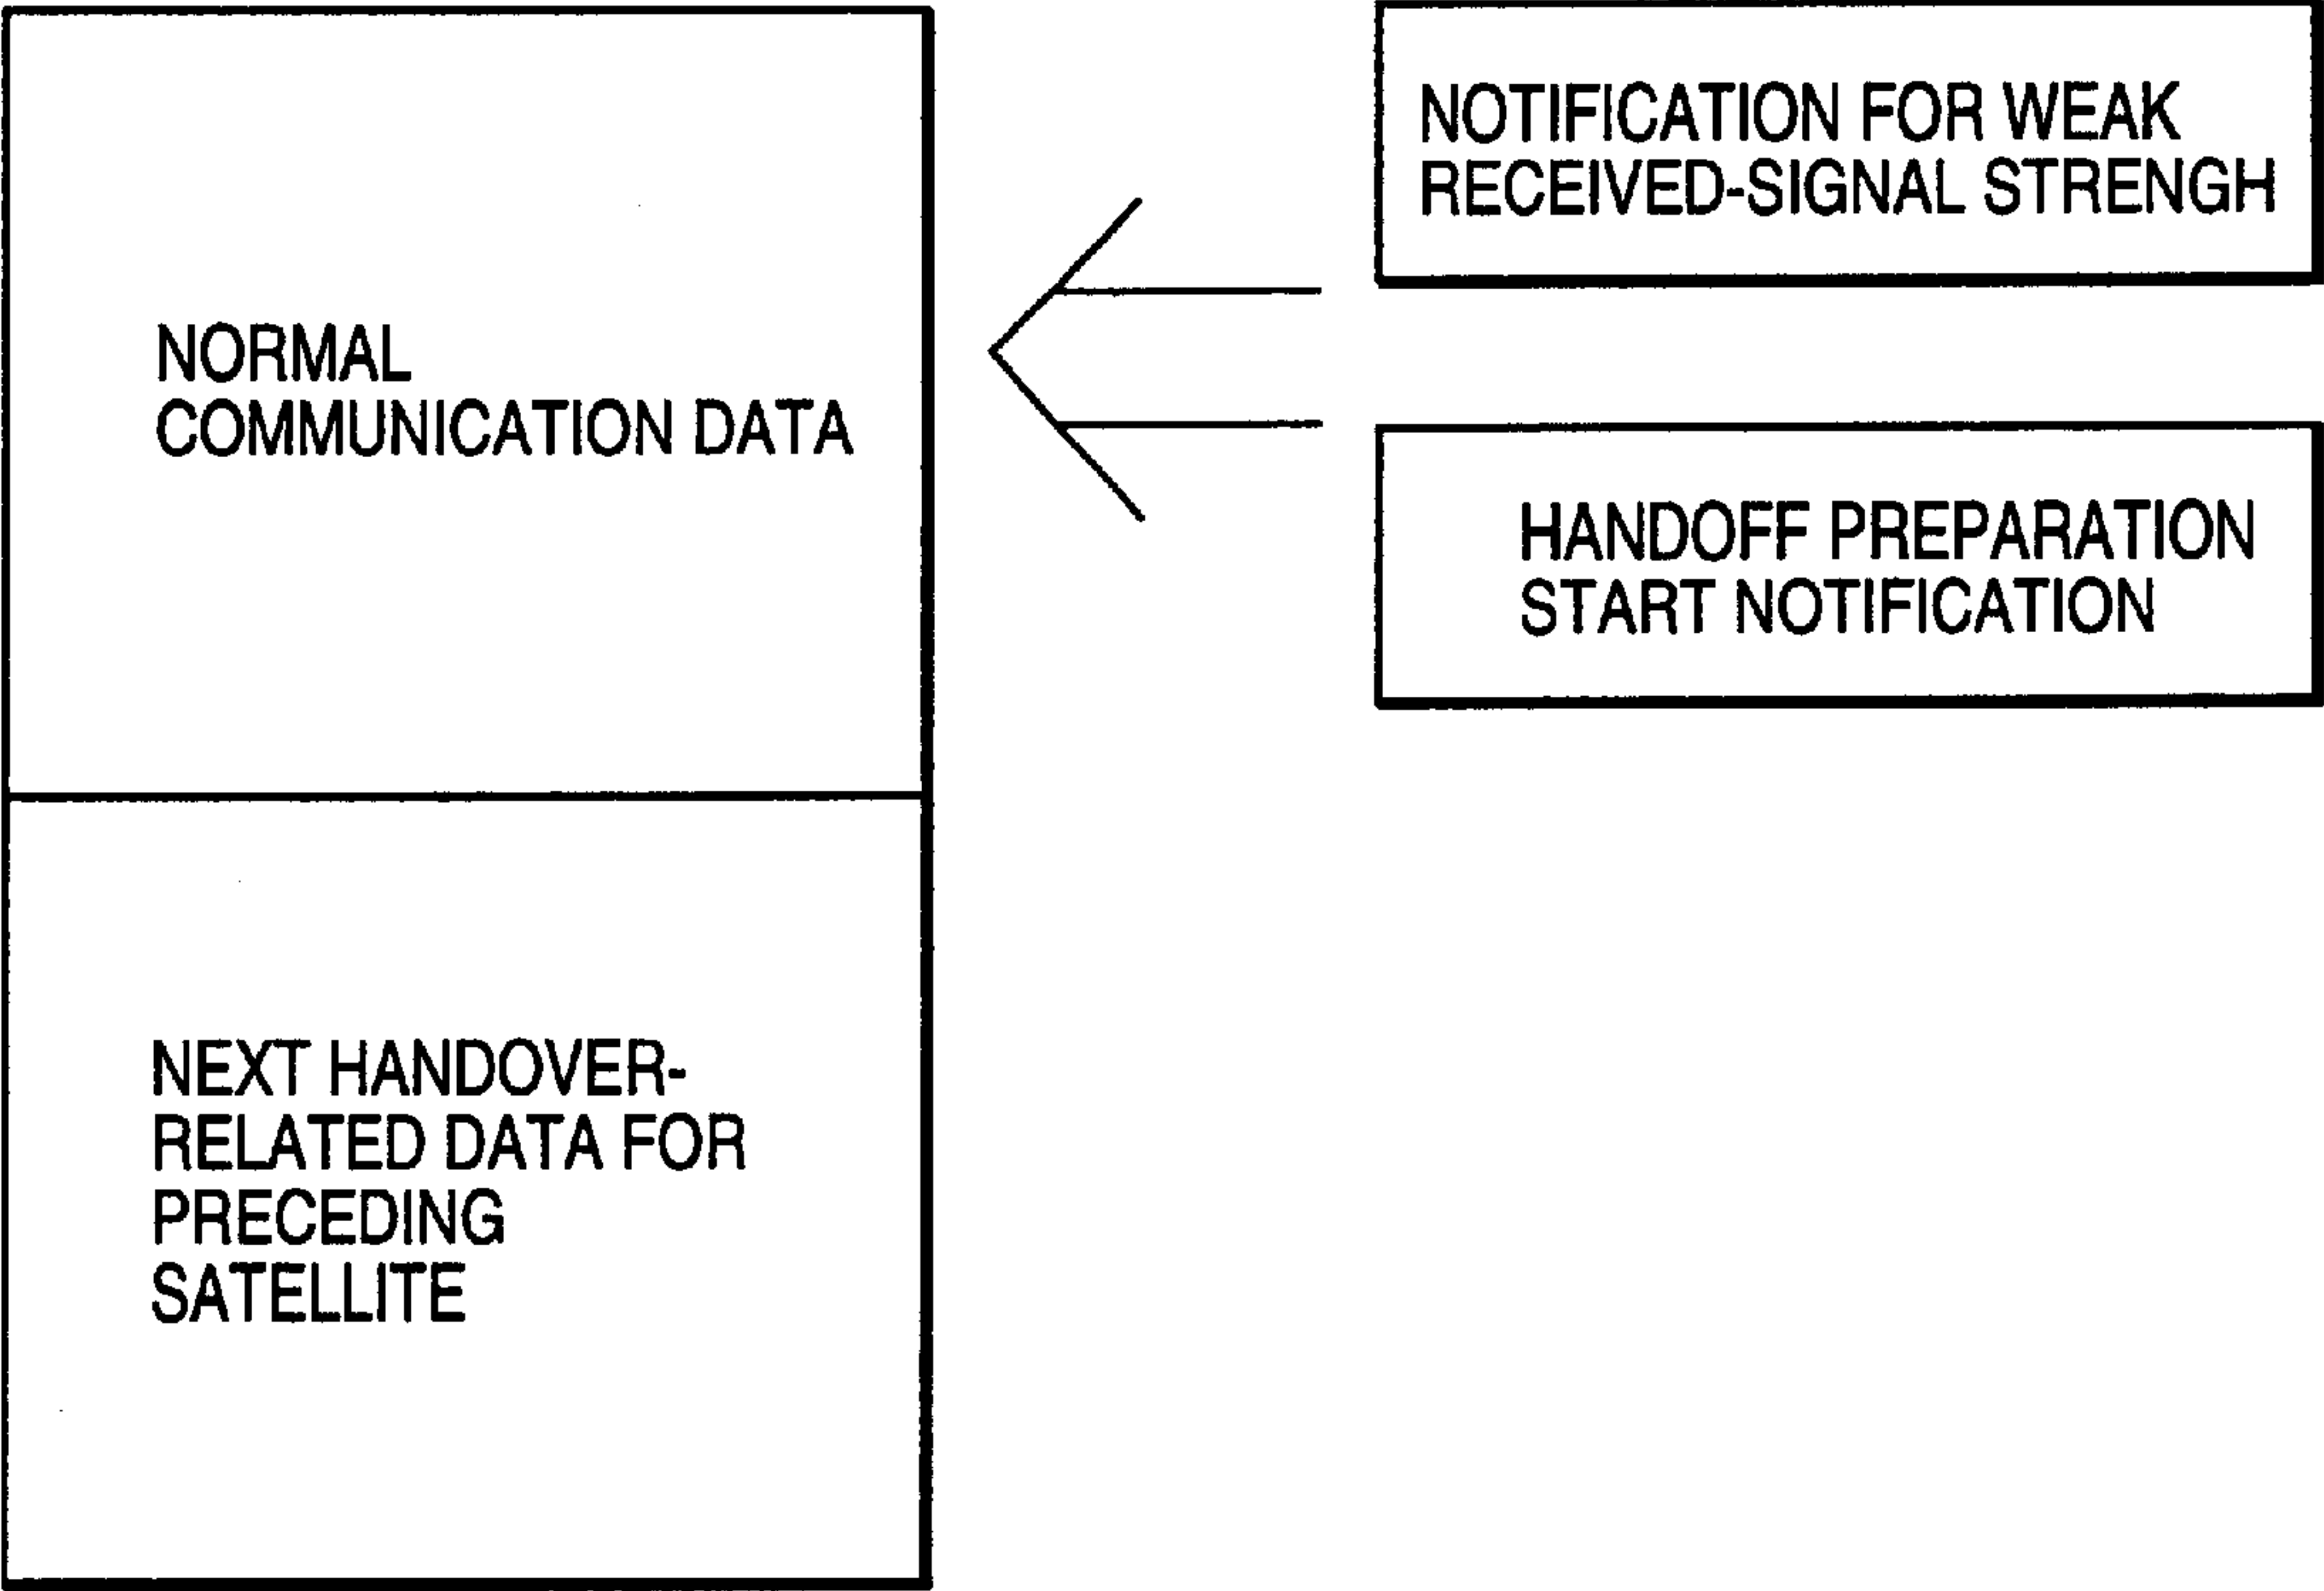 NORMAL
COMMUNICATION DATA
NEXT HANDOVER-
RELATED DATA FOR
PRECEDING
SATELLITE
NOTIFICATION FOR WEAK
RECEIVED-SIGNAL STRENGH
HANDOFF PREPARATION
START NOTIFICATION